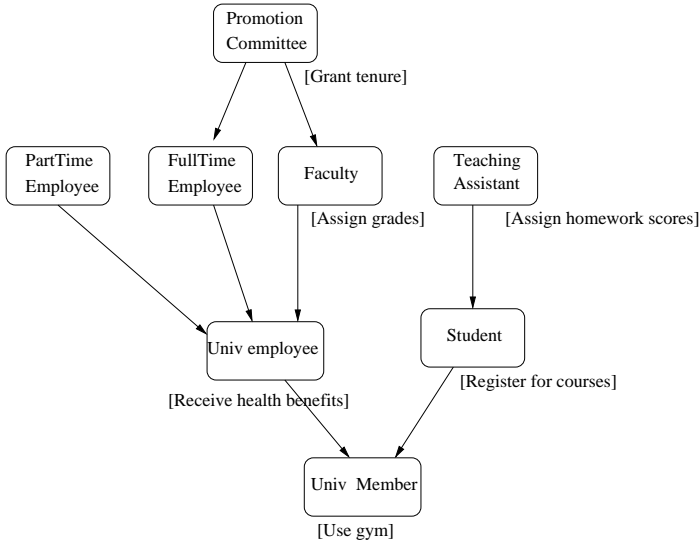 Promotion
Committee
[Grant tenure]
PartTime
Employee
FullTime
Employee
Faculty
Teaching
Assistant
[Assign grades]
[Assign homework scores]
Univ employee
Student
[Receive health benefits]
[Register for courses]
Univ Member
[Use gym]